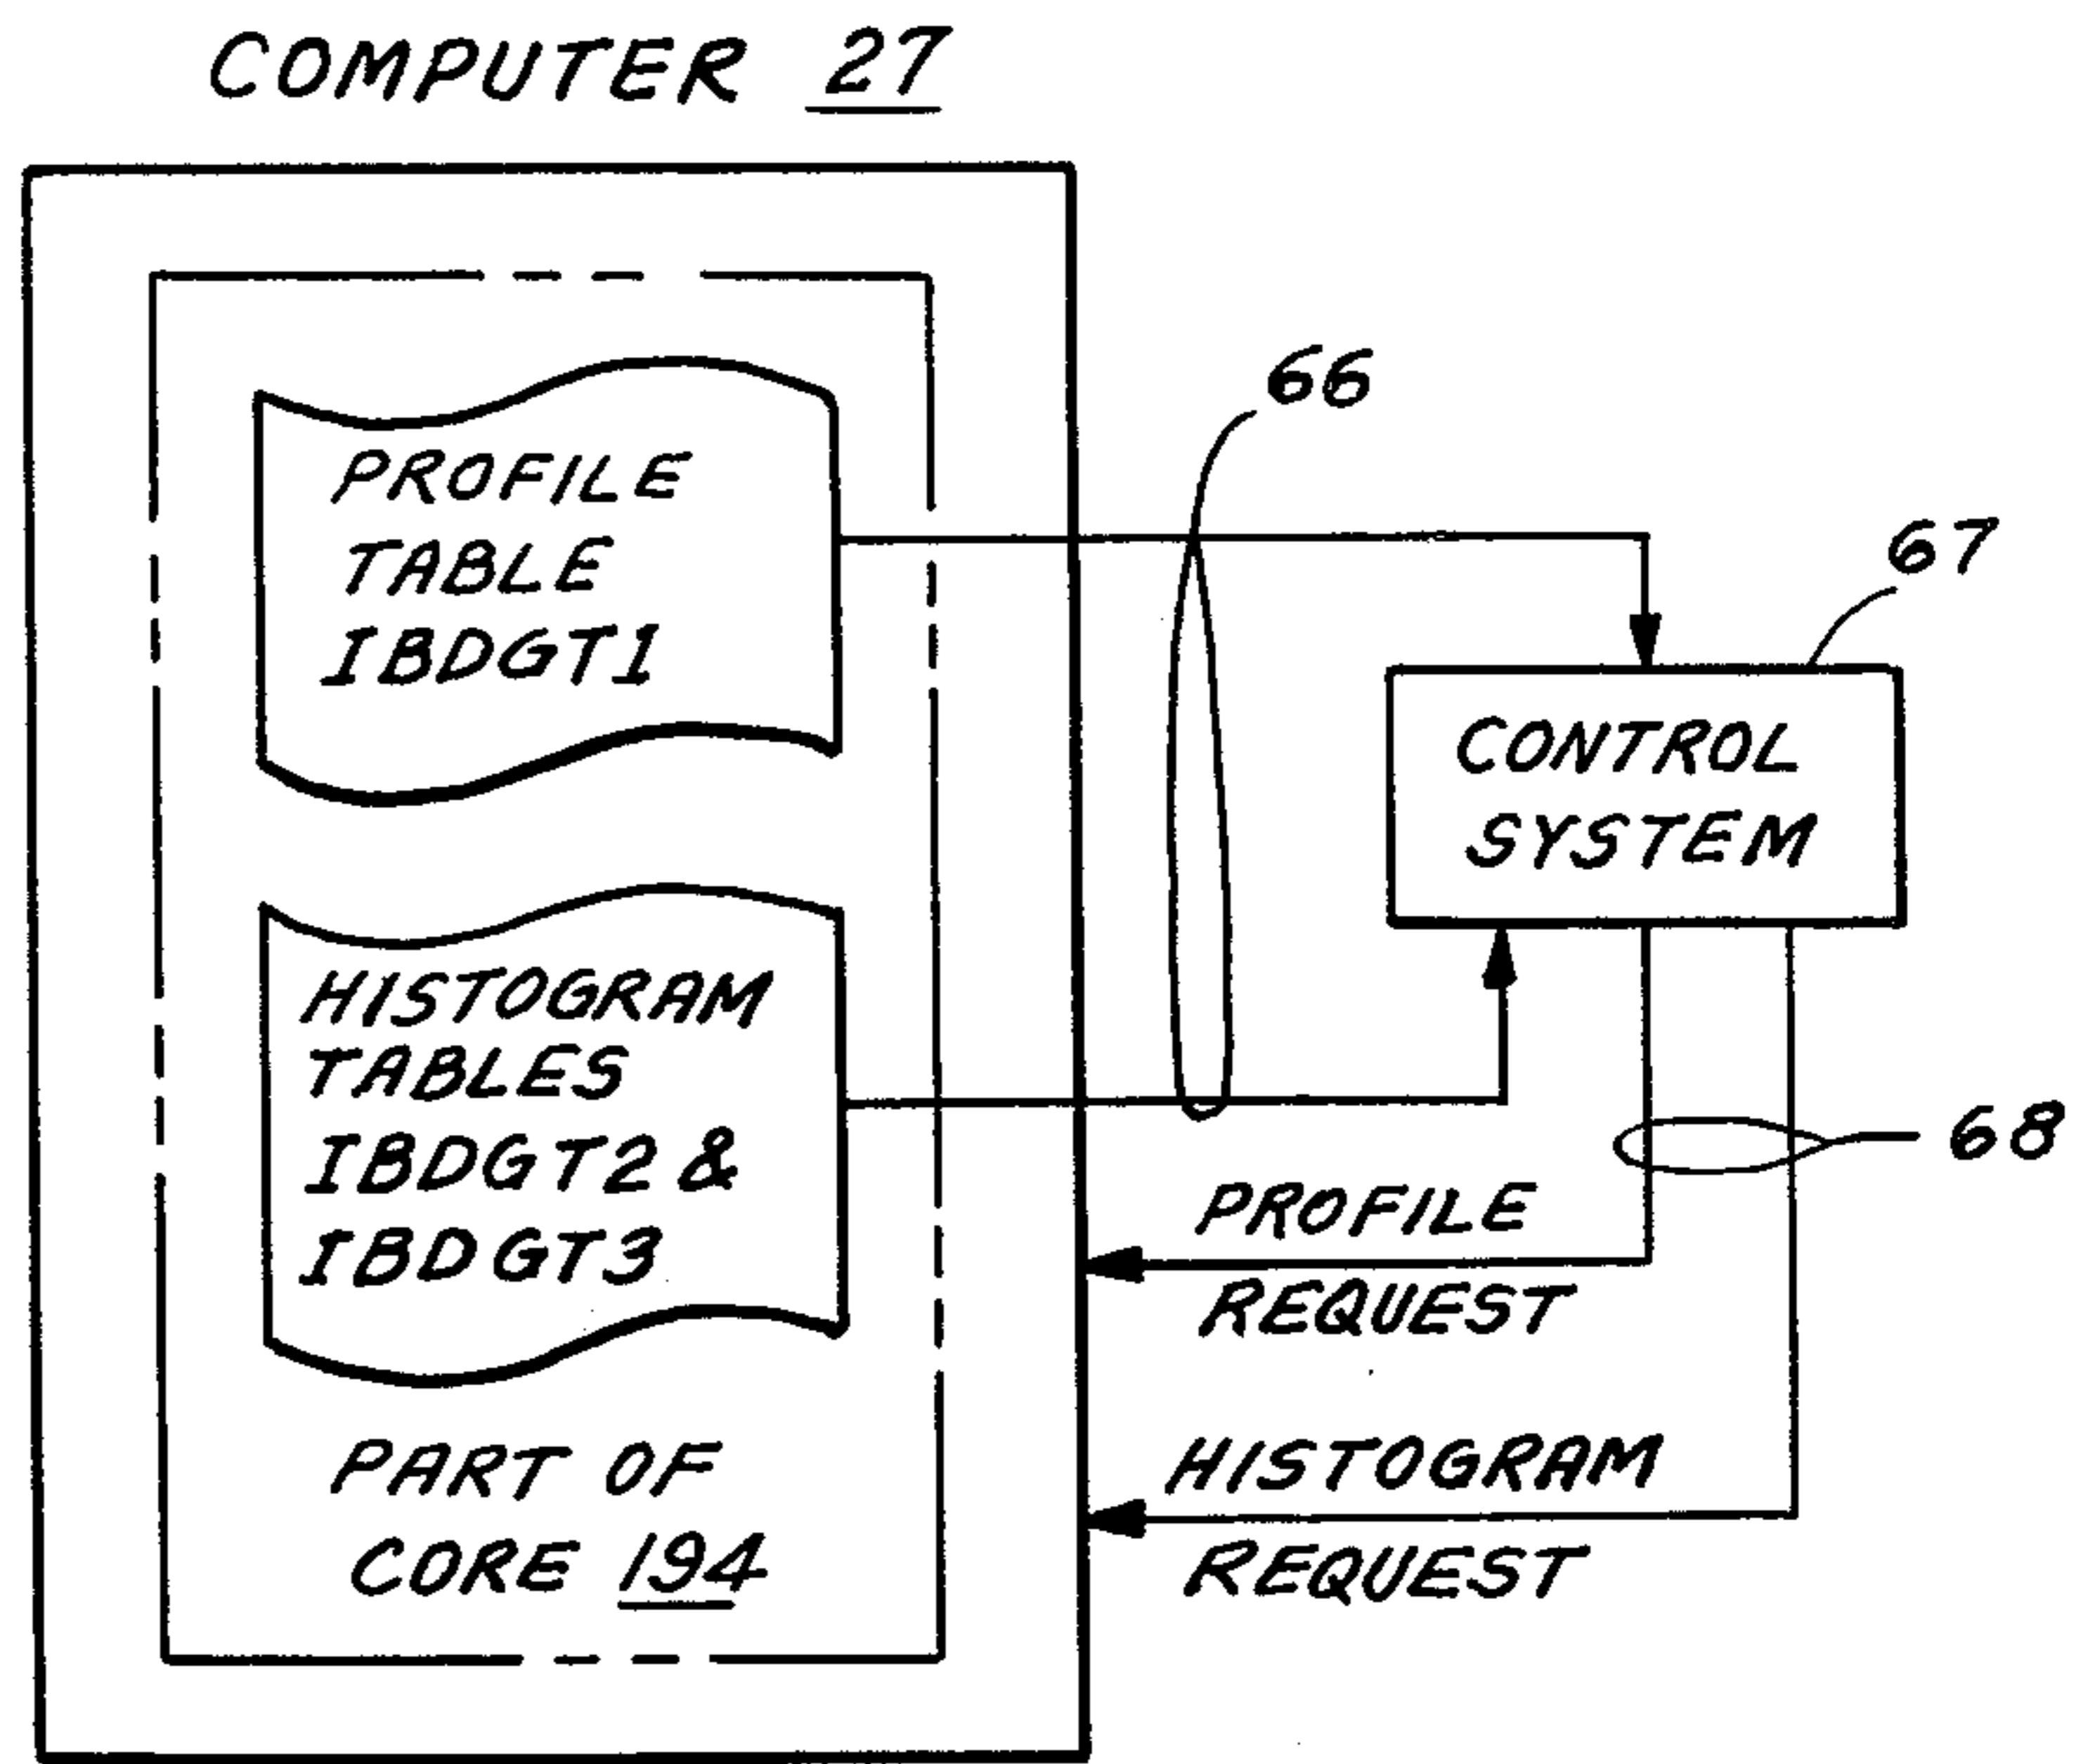 COMPUTER 27
PROFILE
TABLE
IBDGT1
HISTOGRAM
TABLES
IBDGT2 &
IBDGT3
PART OF
CORE 194
66
67
CONTROL
SYSTEM
68
PROFILE
REQUEST
HISTOGRAM
REQUEST